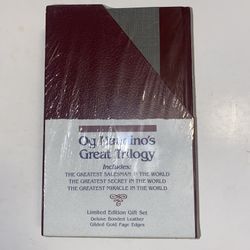 Og Mandino's
Great Trilogy
Includes:
THE GREATEST SALESMAN IN THE WORLD
THE GREATEST SECRET IN THE WORLD
THE GREATEST MIRACLE IN THE WORLD
Limited Edition Gift Set
Deluxe Bonded Leather
Gilded Gold Page Edges